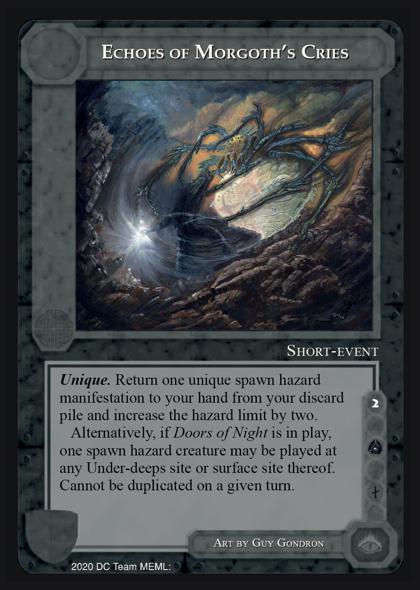 Echoes of Morgoth's Cries
Short-event
Unique. Return one unique spawn hazard
manifestation to your hand from your discard
pile and increase the hazard limit by two.
Alternatively, if Doors of Night is in play,
one spawn hazard creature may be played at
any Under-deeps site or surface site thereof.
Cannot be duplicated on a given turn.
2
Art by Guy Gondron
2020 DC Team MEML: